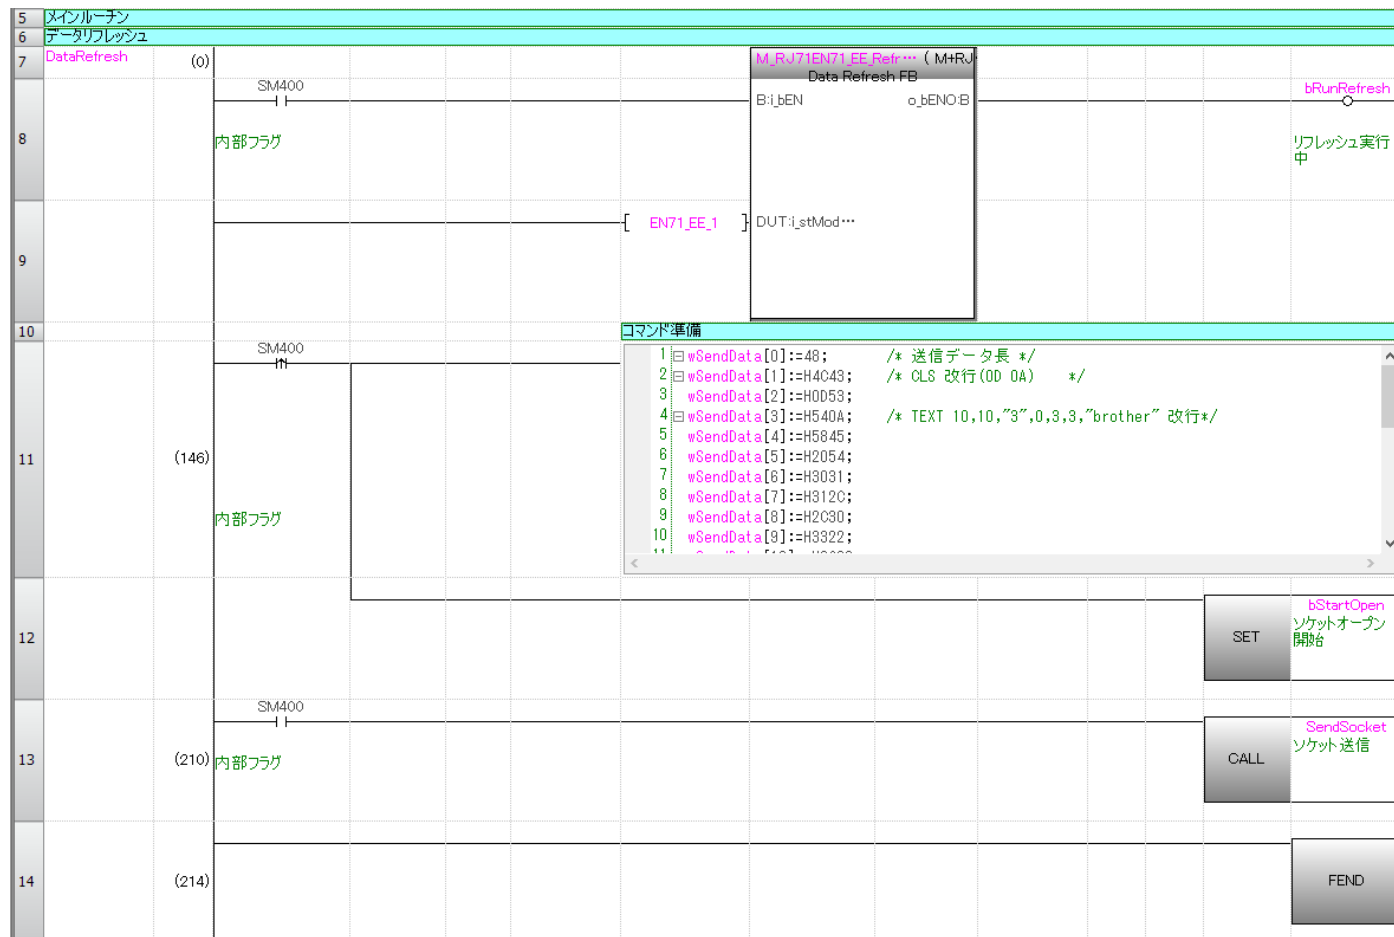 5 メインルーチン
6 データリフレッシュ
7 DataRefresh (0) M_RJ71EN71_EE_Refr… ( M+RJ
Data Refresh FB
SM400 B:i_bEN o_bENO:B bRunRefresh
8 内部フラグ リフレッシュ実行
中
EN71_EE_1 DUT:i_stMod…
9
10 コマンド準備
SM400
1 wSendData[0]:=48; /* 送信データ長 */
2 wSendData[1]:=H4C43; /* CLS 改行(0D 0A) */
3 wSendData[2]:=H0D53;
4 wSendData[3]:=H540A; /* TEXT 10,10,"3",0,3,3,"brother" 改行*/
5 wSendData[4]:=H5845;
11 (146)
6 wSendData[5]:=H2054;
7 wSendData[6]:=H3031;
8 wSendData[7]:=H312C;
内部フラグ
9 wSendData[8]:=H2C30;
10 wSendData[9]:=H3322;
12 SET bStartOpen
ソケットオープン
開始
SM400
13 (210) 内部フラグ CALL SendSocket
ソケット送信
14 (214) FEND